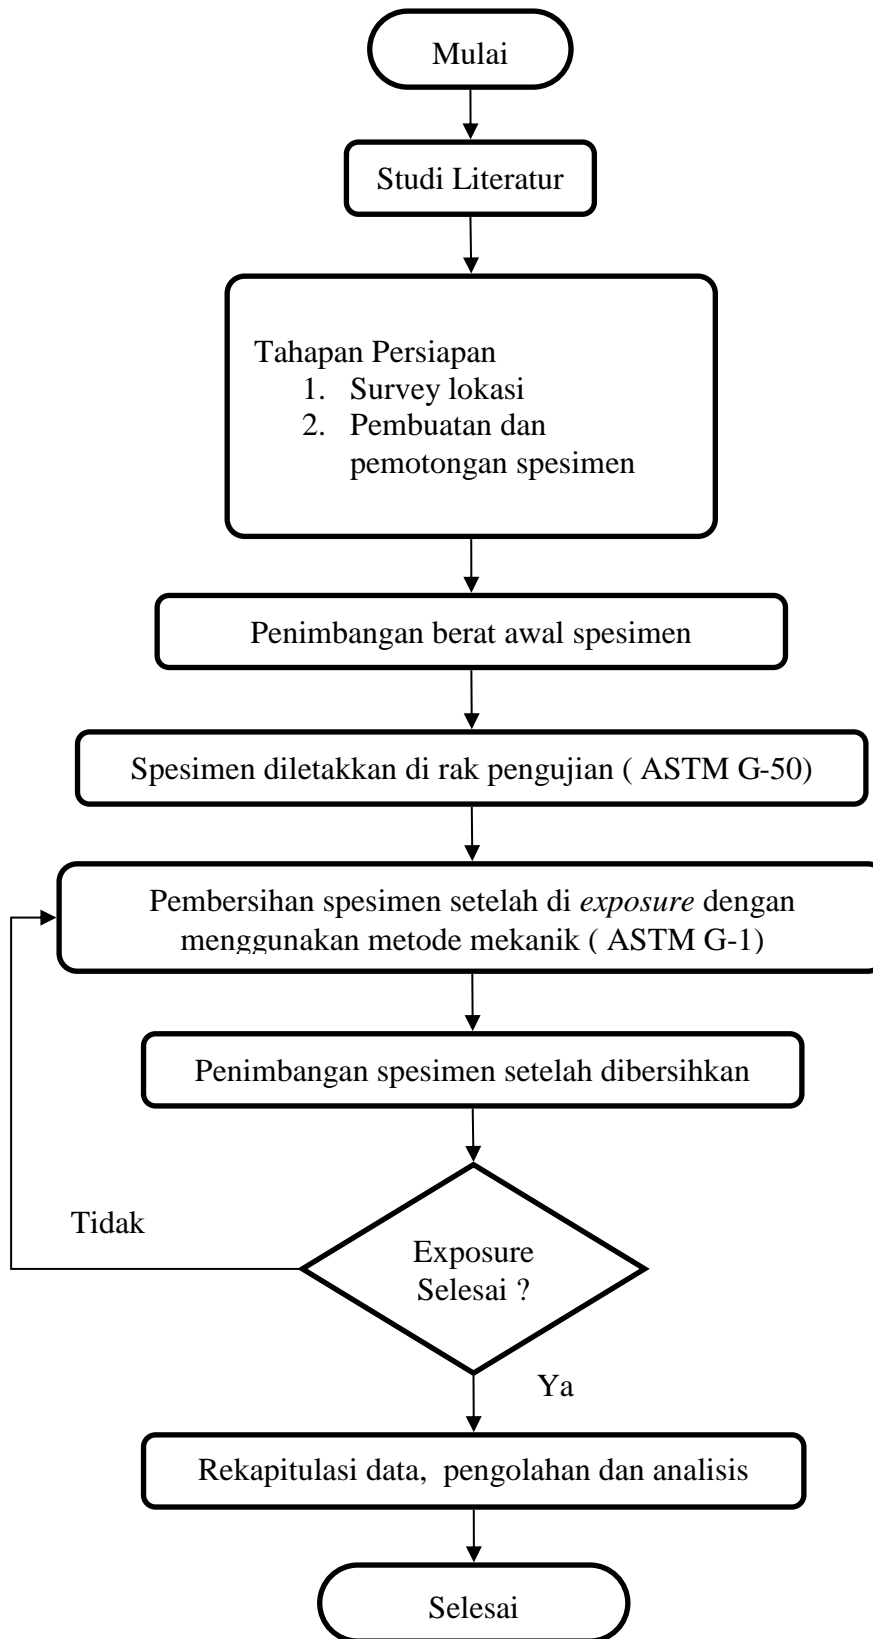 Mulai
Studi Literatur
Tahapan Persiapan
1. Survey lokasi
2. Pembuatan dan
pemotongan spesimen
Penimbangan berat awal spesimen
Spesimen diletakkan di rak pengujian ( ASTM G-50)
Pembersihan spesimen setelah di exposure dengan
menggunakan metode mekanik ( ASTM G-1)
Penimbangan spesimen setelah dibersihkan
Tidak
Exposure
Selesai ?
Ya
Rekapitulasi data, pengolahan dan analisis
Selesai